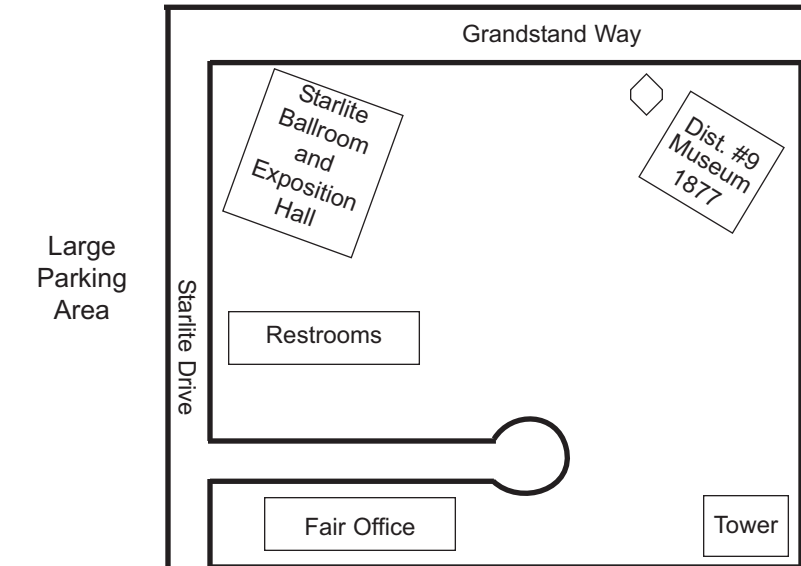 Grandstand Way
Starlite
Ballroom
and
Exposition
Hall
Dist. #9
Museum
1877
Large
Parking
Area
Starlite Drive
Restrooms
Fair Office
Tower